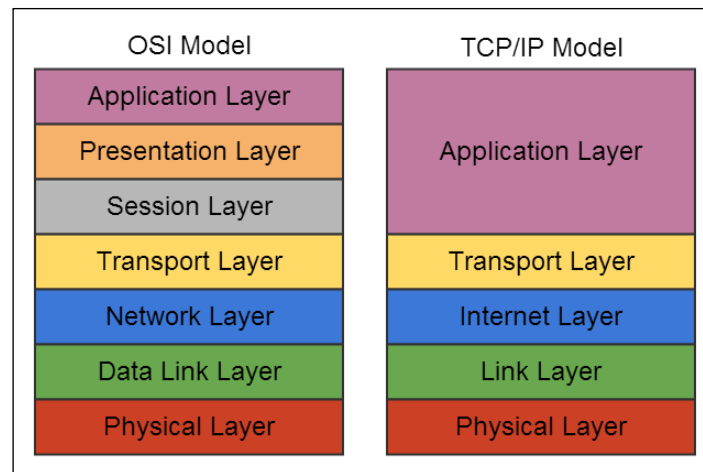 OSI Model
Application Layer
Presentation Layer
Session Layer
Transport Layer
Network Layer
Data Link Layer
Physical Layer
TCP/IP Model
Application Layer
Transport Layer
Internet Layer
Link Layer
Physical Layer